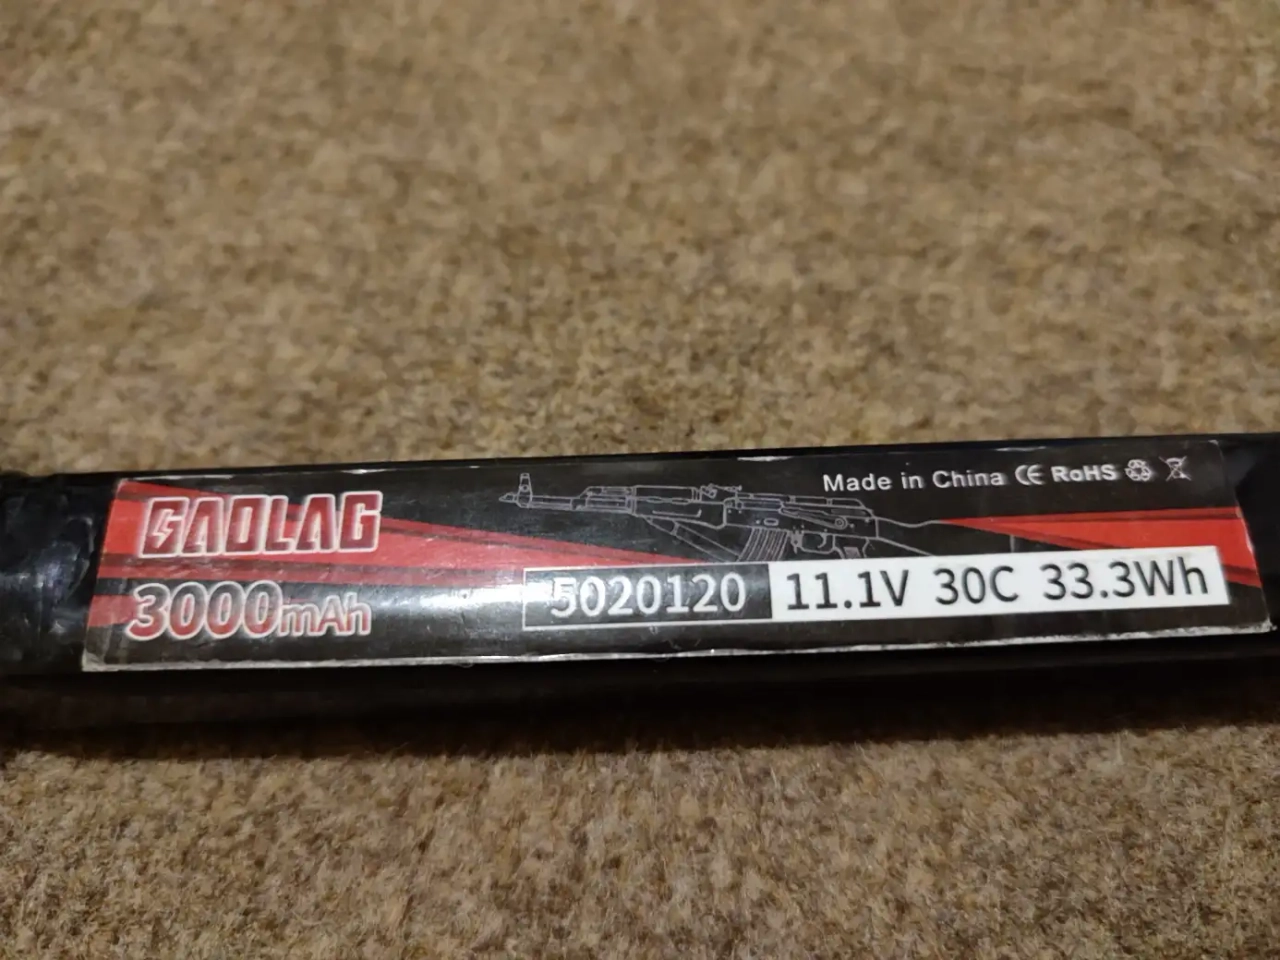 GAOLAG
3000mAh
Made in China CE RoHS
5020120 11.1V 30C 33.3Wh